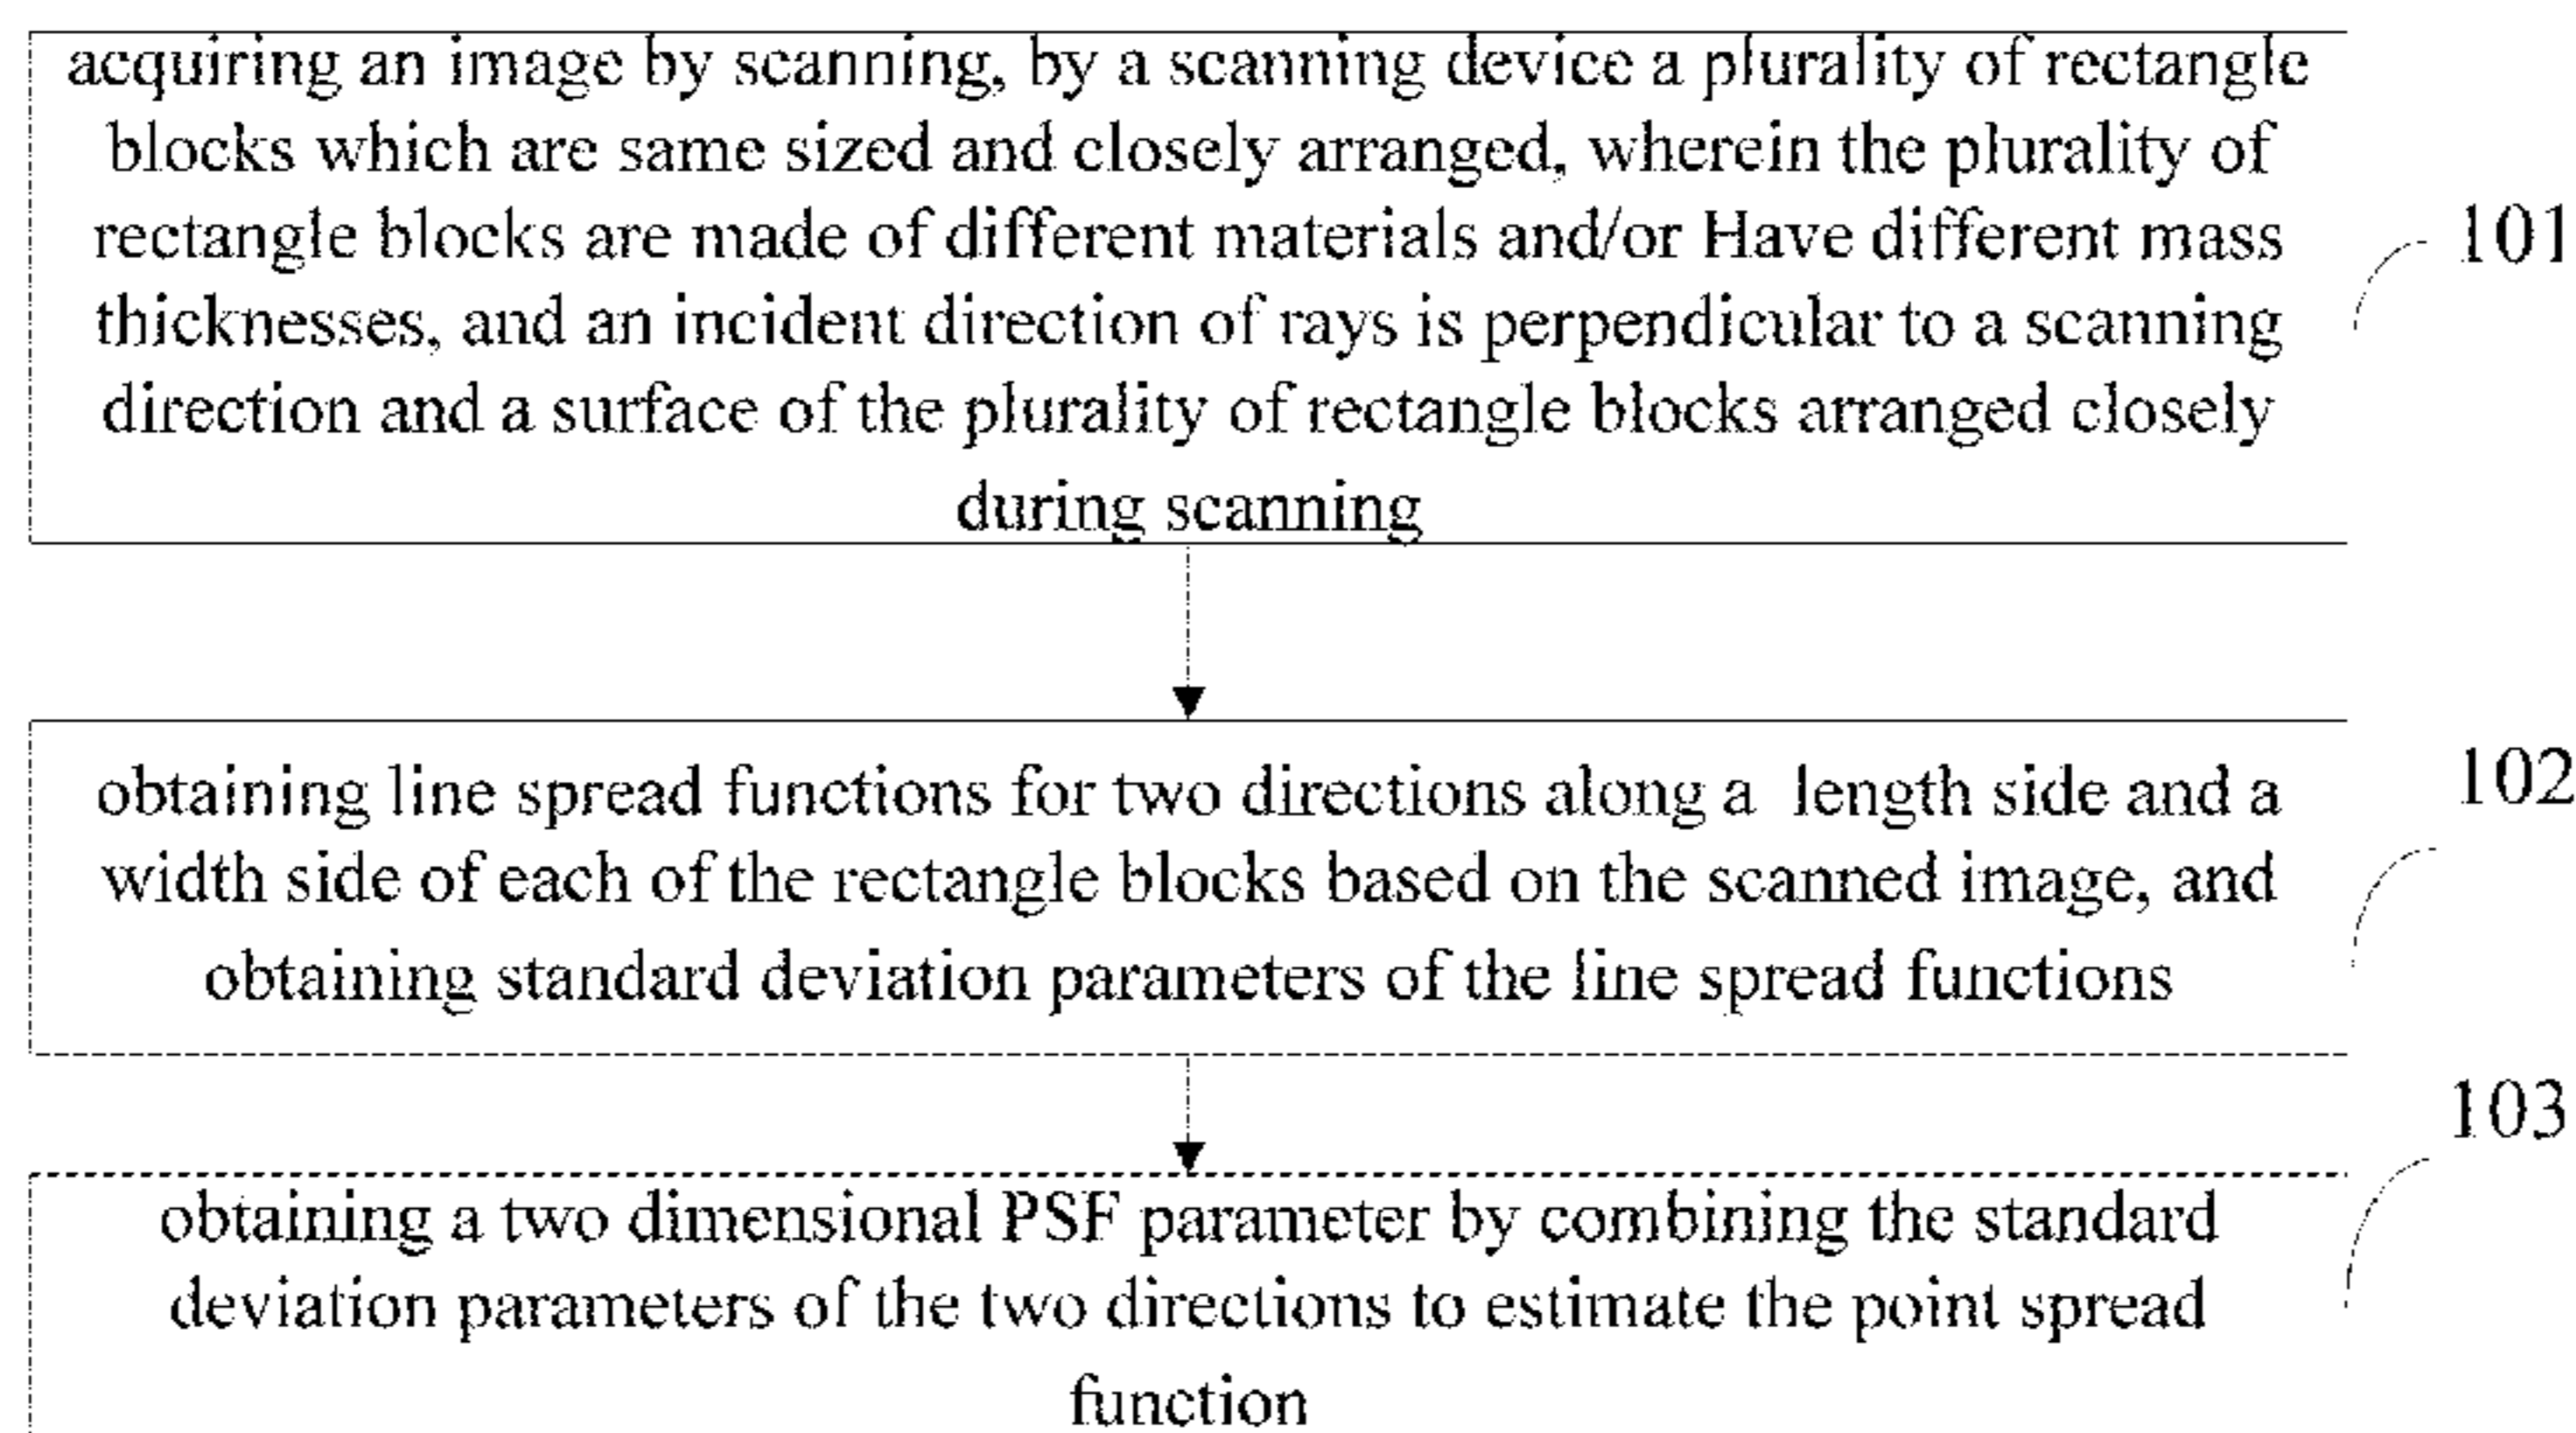 acquiring an image by scanning, by a scanning device a plurality of rectangle
blocks which are same sized and closely arranged, wherein the plurality of
rectangle blocks are made of different materials and/or Have different mass
thicknesses, and an incident direction of rays is perpendicular to a scanning
direction and a surface of the plurality of rectangle blocks arranged closely
during scanning
101
obtaining line spread functions for two directions along a length side and a
width side of each of the rectangle blocks based on the scanned image, and
obtaining standard deviation parameters of the line spread functions
102
obtaining a two dimensional PSF parameter by combining the standard
deviation parameters of the two directions to estimate the point spread
function
103